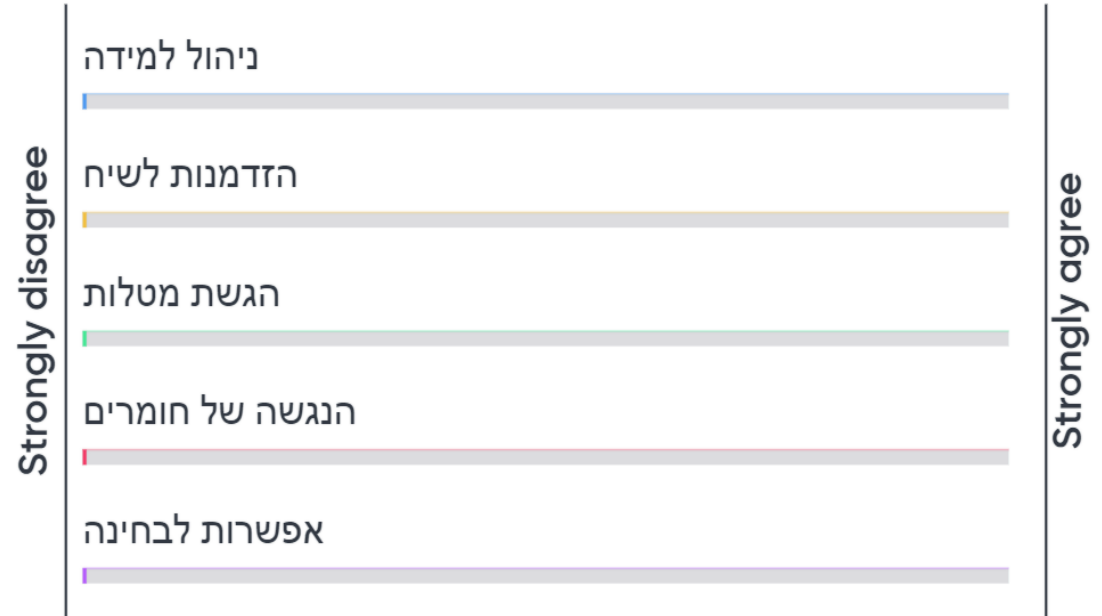 Strongly disagree
ניהול למידה
הזדמנות לשיח
הגשת מטלות
הנגשה של חומרים
אפשרות לבחינה
Strongly agree